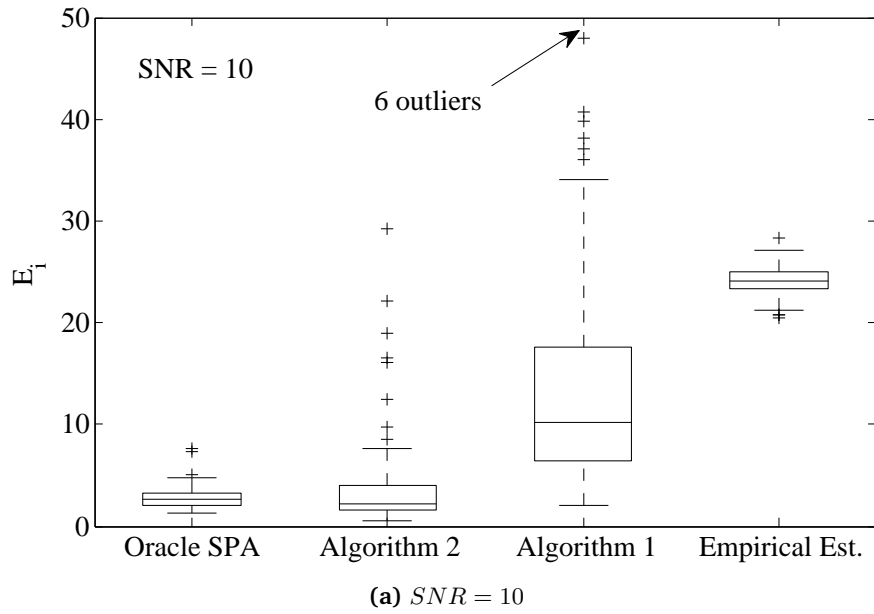 50
SNR = 10
6 outliers
40
30
E_i
20
10
0
Oracle SPA Algorithm 2 Algorithm 1 Empirical Est.
(a) SNR = 10